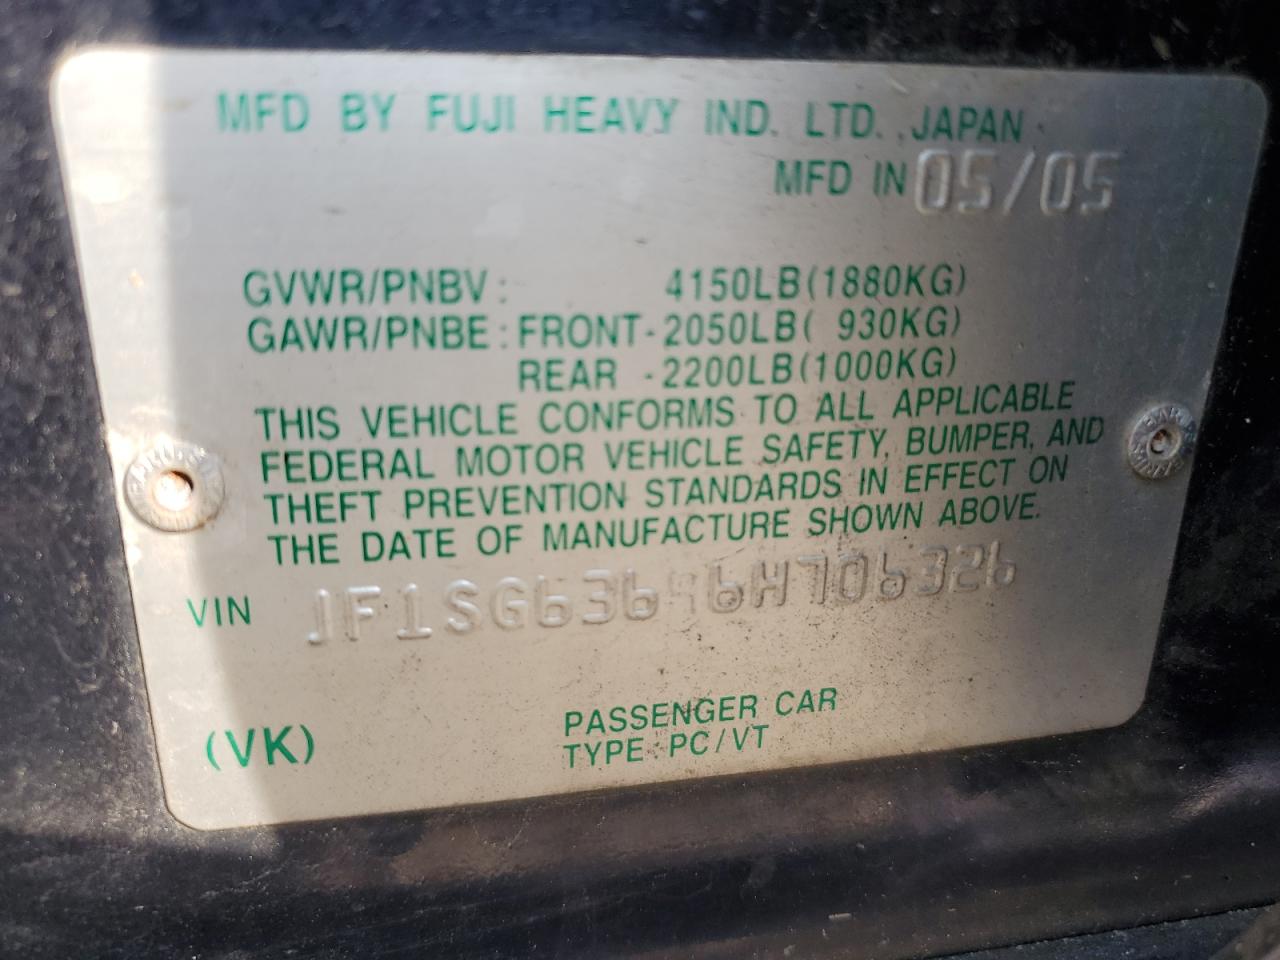 MFD BY FUJI HEAVY IND. LTD., JAPAN
MFD IN 05/05
GVWR/PNBV: 4150LB(1880KG)
GAWR/PNBE: FRONT-2050LB( 930KG)
REAR -2200LB(1000KG)
THIS VEHICLE CONFORMS TO ALL APPLICABLE
FEDERAL MOTOR VEHICLE SAFETY, BUMPER, AND
THEFT PREVENTION STANDARDS IN EFFECT ON
THE DATE OF MANUFACTURE SHOWN ABOVE.
VIN
(VK)
PASSENGER CAR
TYPE PC/VT